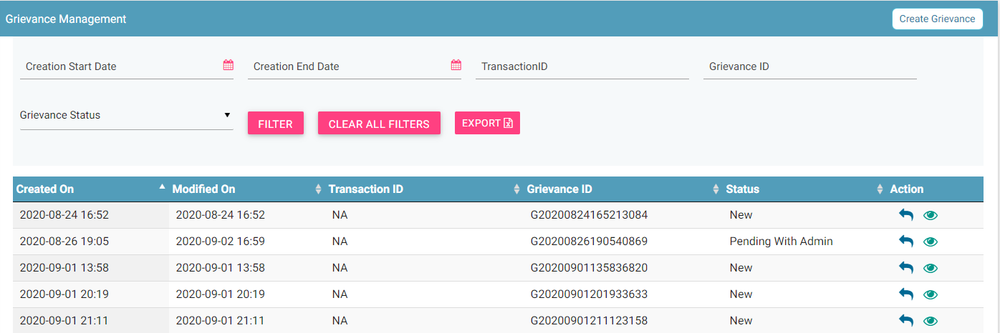 Grievance Management Create Grievance
Creation Start Date Creation End Date TransactionID Grievance ID
Grievance Status FILTER CLEAR ALL FILTERS EXPORT
Created On Modified On Transaction ID Grievance ID Status Action
2020-08-24 16:52 2020-08-24 16:52 NA G20200824165213084 New
2020-08-26 19:05 2020-09-02 16:59 NA G20200826190540869 Pending With Admin
2020-09-01 13:58 2020-09-01 13:58 NA G20200901135836820 New
2020-09-01 20:19 2020-09-01 20:19 NA G20200901201933633 New
2020-09-01 21:11 2020-09-01 21:11 NA G20200901211123158 New